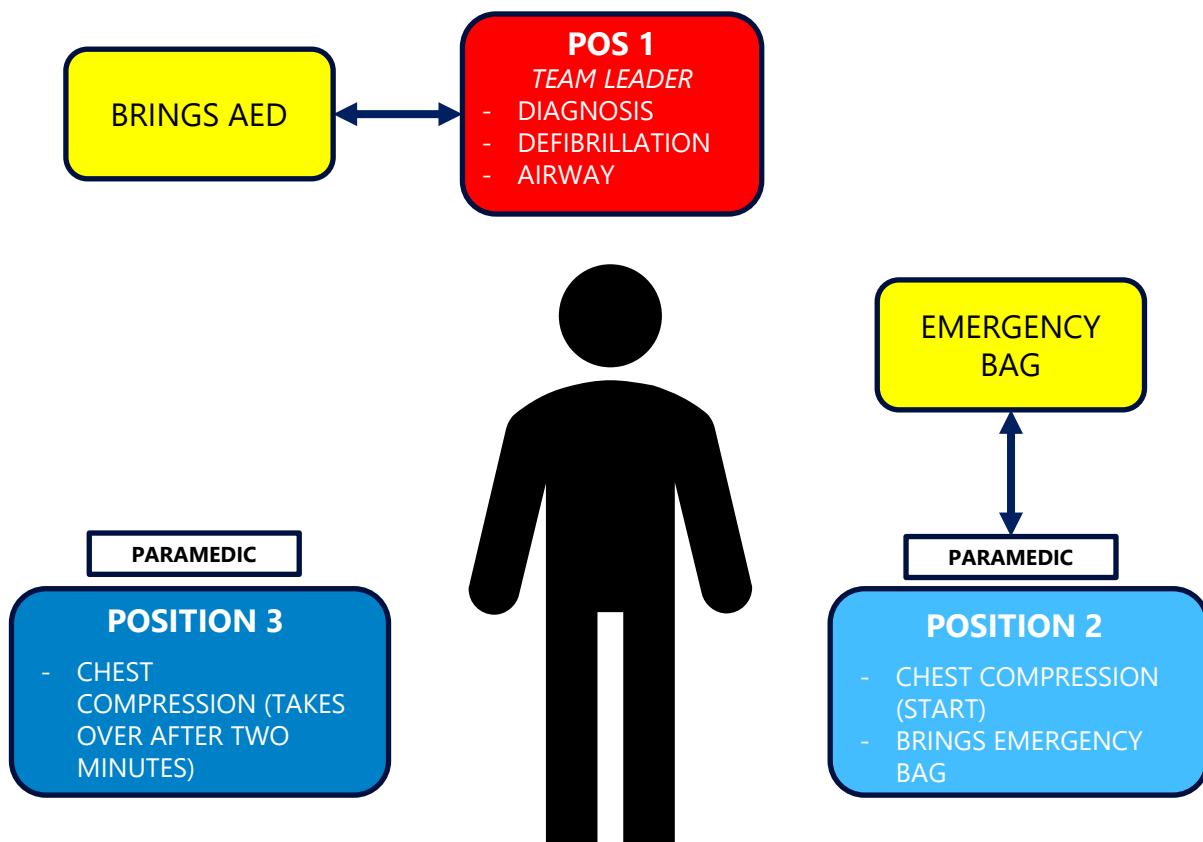 POS 1
TEAM LEADER
- DIAGNOSIS
- DEFIBRILLATION
- AIRWAY
BRINGS AED
EMERGENCY
BAG
PARAMEDIC
POSITION 3
- CHEST
COMPRESSION (TAKES
OVER AFTER TWO
MINUTES)
PARAMEDIC
POSITION 2
- CHEST COMPRESSION
(START)
- BRINGS EMERGENCY
BAG